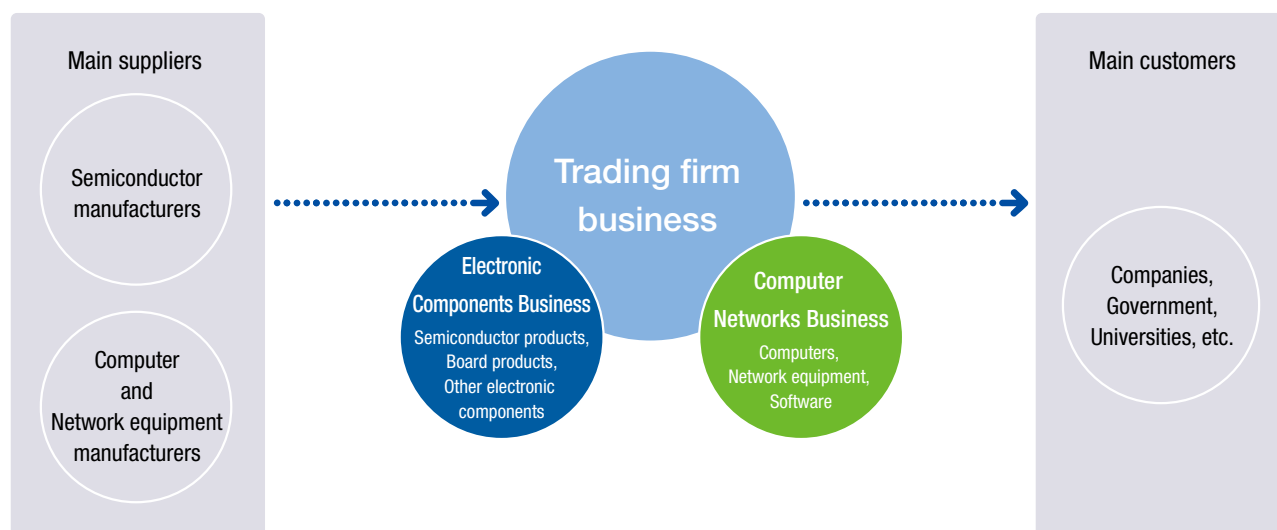 Main suppliers
Semiconductor
manufacturers
Computer
and
Network equipment
manufacturers
Trading firm
business
Electronic
Components Business
Semiconductor products,
Board products,
Other electronic
components
Computer
Networks Business
Computers,
Network equipment,
Software
Main customers
Companies,
Government,
Universities, etc.